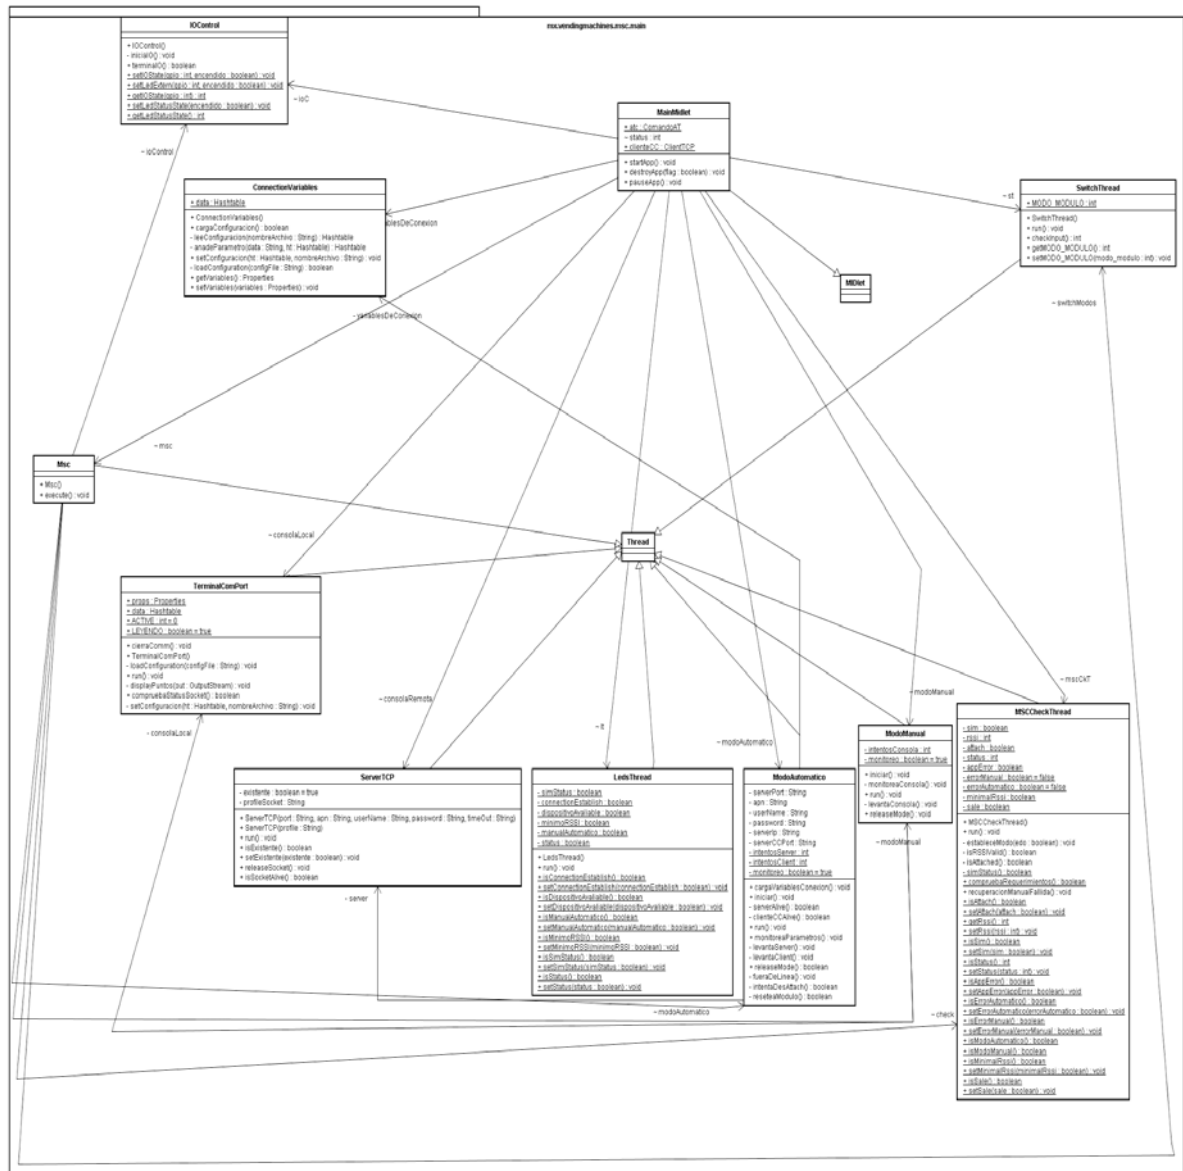 mx.vendingmachines.msc.main
IOControl
+ IOControl()
- iniciaIO() : void
+ terminaIO() : boolean
+ setIOState(gpio : int, encendido : boolean) : void
+ setLedExtern(gpio : int, encendido : boolean) : void
+ getIOState(gpio : int) : int
+ setLedStatusState(encendido : boolean) : void
+ getLedStatusState() : int
~ ioC
~ ioControl
MainMidlet
+ atc : ComandoAT
~ status : int
+ clienteCC : ClientTCP
+ startApp() : void
+ destroyApp(flag : boolean) : void
+ pauseApp() : void
ConnectionVariables
+ data : Hashtable
+ ConnectionVariables()
+ cargaConfiguracion() : boolean
- leeConfiguracion(nombreArchivo : String) : Hashtable
- anadeParametro(data : String, ht : Hashtable) : Hashtable
+ setConfiguracion(ht : Hashtable, nombreArchivo : String) : void
- loadConfiguration(configFile : String) : boolean
+ getVariables() : Properties
+ setVariables(variables : Properties) : void
ablesDeConexion
- variablesDeConexion
~ st
SwitchThread
+ MODO_MODULO : int
+ SwitchThread()
+ run() : void
+ checkInput() : int
+ getMODO_MODULO() : int
+ setMODO_MODULO(modo_modulo : int) : void
~ switchModos
MIDlet
~ msc
Msc
+ Msc()
+ execute() : void
~ consolaLocal
Thread
TerminalComPort
+ props : Properties
+ data : Hashtable
+ ACTIVE : int = 0
+ LEYENDO : boolean = true
+ cierraComm() : void
+ TerminalComPort()
- loadConfiguration(configFile : String) : void
+ run() : void
- displayPuntos(out : OutputStream) : void
+ compruebaStatusSocket() : boolean
- setConfiguracion(ht : Hashtable, nombreArchivo : String) : void
~ consolaLocal
~ consolaRemota
~ lt
~ modoAutomatico
~ modoManual
~ mscCkT
ServerTCP
- existente : boolean = true
- profileSocket : String
+ ServerTCP(port : String, apn : String, userName : String, password : String, timeOut : String)
+ ServerTCP(profile : String)
+ run() : void
+ isExistente() : boolean
+ setExistente(existente : boolean) : void
+ releaseSocket() : void
+ isSocketAlive() : boolean
- server
LedsThread
- simStatus : boolean
- connectionEstablish : boolean
- dispositivoAvailable : boolean
- minimoRSSI : boolean
- manualAutomatico : boolean
- status : boolean
+ LedsThread()
+ run() : void
+ isConnectionEstablish() : boolean
+ setConnectionEstablish(connectionEstablish : boolean) : void
+ isDispositivoAvailable() : boolean
+ setDispositivoAvailable(dispositivoAvailable : boolean) : void
+ isManualAutomatico() : boolean
+ setManualAutomatico(manualAutomatico : boolean) : void
+ isMinimoRSSI() : boolean
+ setMinimoRSSI(minimoRSSI : boolean) : void
+ isSimStatus() : boolean
+ setSimStatus(simStatus : boolean) : void
+ isStatus() : boolean
+ setStatus(status : boolean) : void
ModoAutomatico
- serverPort : String
- apn : String
- userName : String
- password : String
- serverIp : String
- serverCCPort : String
- intentosServer : int
- intentosClient : int
- monitoreo : boolean = true
+ cargaVariablesConexion() : void
+ iniciar() : void
- serverAlive() : boolean
- clienteCCAlive() : boolean
+ run() : void
+ monitoreaParametros() : void
- levantaServer() : void
- levantaClient() : void
+ releaseMode() : boolean
- fueraDeLinea() : void
- intentaDesAttach() : boolean
- reseteaModulo() : boolean
~ modoAutomatico
ModoManual
- intentosConsola : int
- monitoreo : boolean = true
+ iniciar() : void
- monitoreaConsola() : void
+ run() : void
- levantaConsola() : void
+ releaseMode() : void
~ modoManual
MSCCheckThread
- sim : boolean
- rssi : int
- attach : boolean
- status : int
- appError : boolean
- errorManual : boolean = false
- errorAutomatico : boolean = false
- minimalRssi : boolean
- sale : boolean
+ MSCCheckThread()
+ run() : void
- estableceModo(edo : boolean) : void
- isRSSIValid() : boolean
- isAttached() : boolean
- simStatus() : boolean
+ compruebaRequerimientos() : boolean
+ recuperacionManualFallida() : void
+ isAttach() : boolean
+ setAttach(attach : boolean) : void
+ getRssi() : int
+ setRssi(rssi : int) : void
+ isSim() : boolean
+ setSim(sim : boolean) : void
+ isStatus() : int
+ setStatus(status : int) : void
+ isAppError() : boolean
+ setAppError(appError : boolean) : void
+ isErrorAutomatico() : boolean
+ setErrorAutomatico(errorAutomatico : boolean) : void
+ isErrorManual() : boolean
+ setErrorManual(errorManual : boolean) : void
+ isModoAutomatico() : boolean
+ isModoManual() : boolean
+ isMinimalRssi() : boolean
+ setMinimalRssi(minimalRssi : boolean) : void
+ isSale() : boolean
+ setSale(sale : boolean) : void
~ check